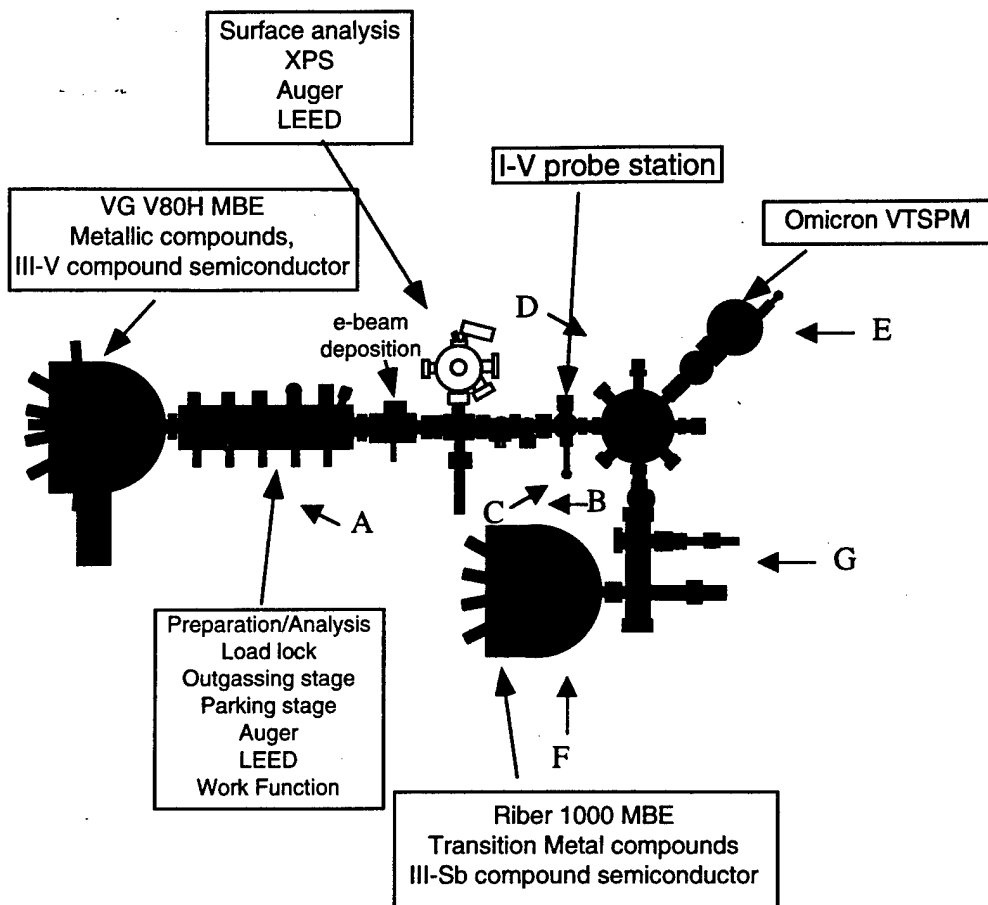 Surface analysis
XPS
Auger
LEED
I-V probe station
VG V80H MBE
Metallic compounds,
III-V compound semiconductor
Omicron VTSPM
e-beam
deposition
D
E
A
C
B
G
F
Preparation/Analysis
Load lock
Outgassing stage
Parking stage
Auger
LEED
Work Function
Riber 1000 MBE
Transition Metal compounds
III-Sb compound semiconductor